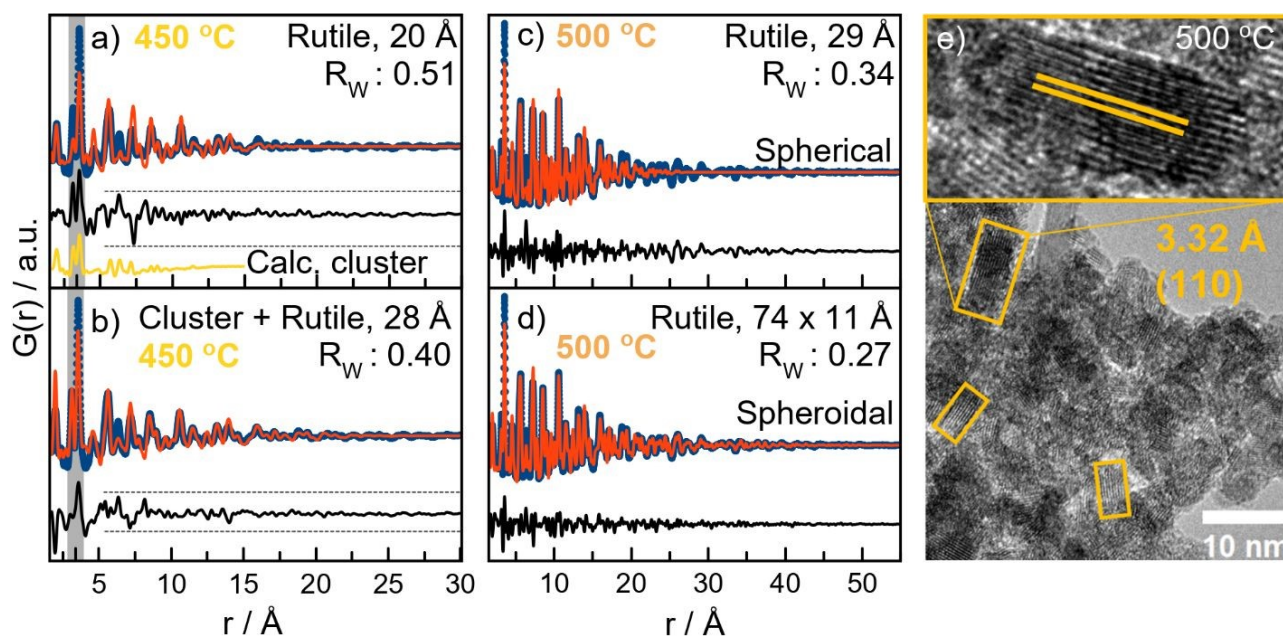 a) 450 °C Rutile, 20 Å
R_W : 0.51
Calc. cluster
b) Cluster + Rutile, 28 Å
450 °C R_W : 0.40
5 10 15 20 25 30
r / Å
G(r) / a.u.
c) 500 °C Rutile, 29 Å
R_W : 0.34
Spherical
d) Rutile, 74 x 11 Å
500 °C R_W : 0.27
Spheroidal
10 20 30 40 50
r / Å
e) 500 °C
3.32 Å
(110)
10 nm